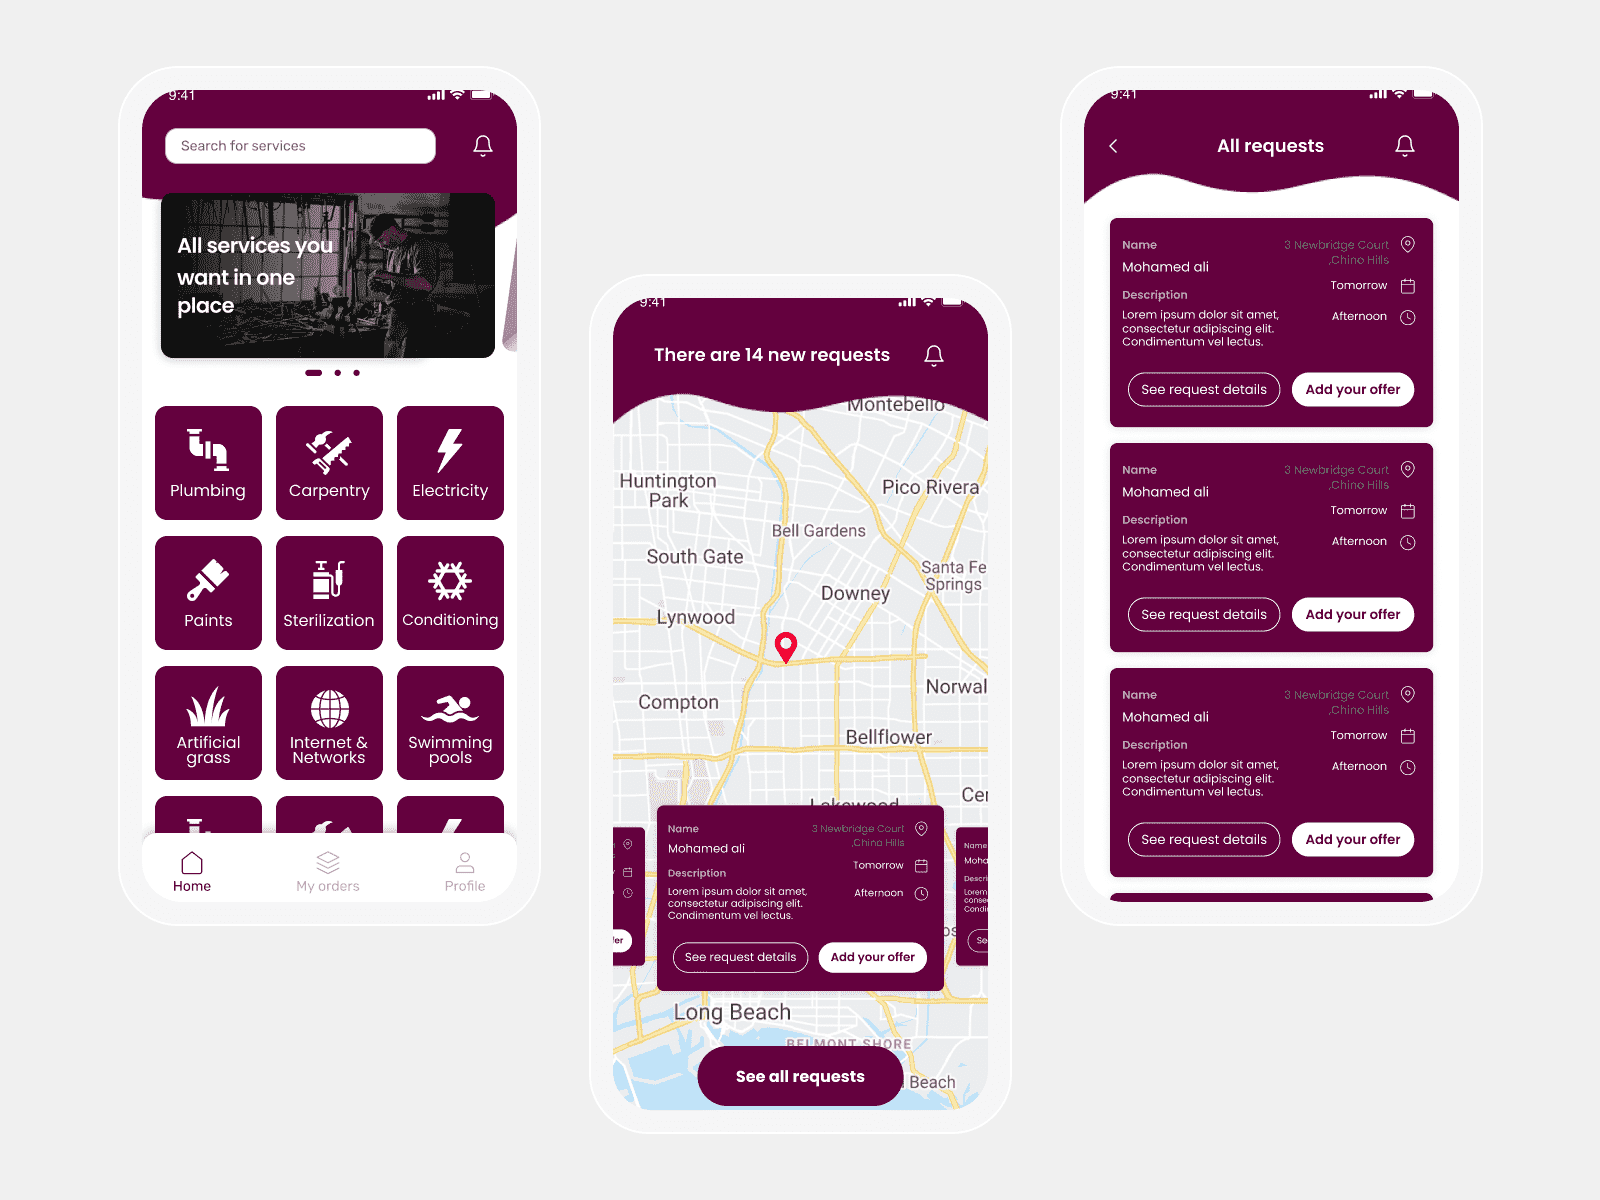 9:41
Search for services
All services you
want in one
place
Plumbing
Carpentry
Electricity
Paints
Sterilization
Conditioning
Artificial
grass
Internet &
Networks
Swimming
pools
Home
My orders
Profile
9:41
There are 14 new requests
Montebello
Huntington
Park
Pico Rivera
Bell Gardens
South Gate
Santa Fe
Springs
Downey
Lynwood
Norwal
Compton
Bellflower
Lakewood
Cer
Name
3 Newbridge Court
,Chino Hills
Mohamed ali
Tomorrow
Description
Afternoon
Lorem ipsum dolor sit amet,
consectetur adipiscing elit.
Condimentum vel lectus.
See request details
Add your offer
fer
Name
Moha
Descri
Lorem
conse
Condi
Se
Long Beach
BELMONT SHORE
Beach
See all requests
9:41
All requests
Name
3 Newbridge Court
,Chino Hills
Mohamed ali
Tomorrow
Description
Afternoon
Lorem ipsum dolor sit amet,
consectetur adipiscing elit.
Condimentum vel lectus.
See request details
Add your offer
Name
3 Newbridge Court
,Chino Hills
Mohamed ali
Tomorrow
Description
Afternoon
Lorem ipsum dolor sit amet,
consectetur adipiscing elit.
Condimentum vel lectus.
See request details
Add your offer
Name
3 Newbridge Court
,Chino Hills
Mohamed ali
Tomorrow
Description
Afternoon
Lorem ipsum dolor sit amet,
consectetur adipiscing elit.
Condimentum vel lectus.
See request details
Add your offer